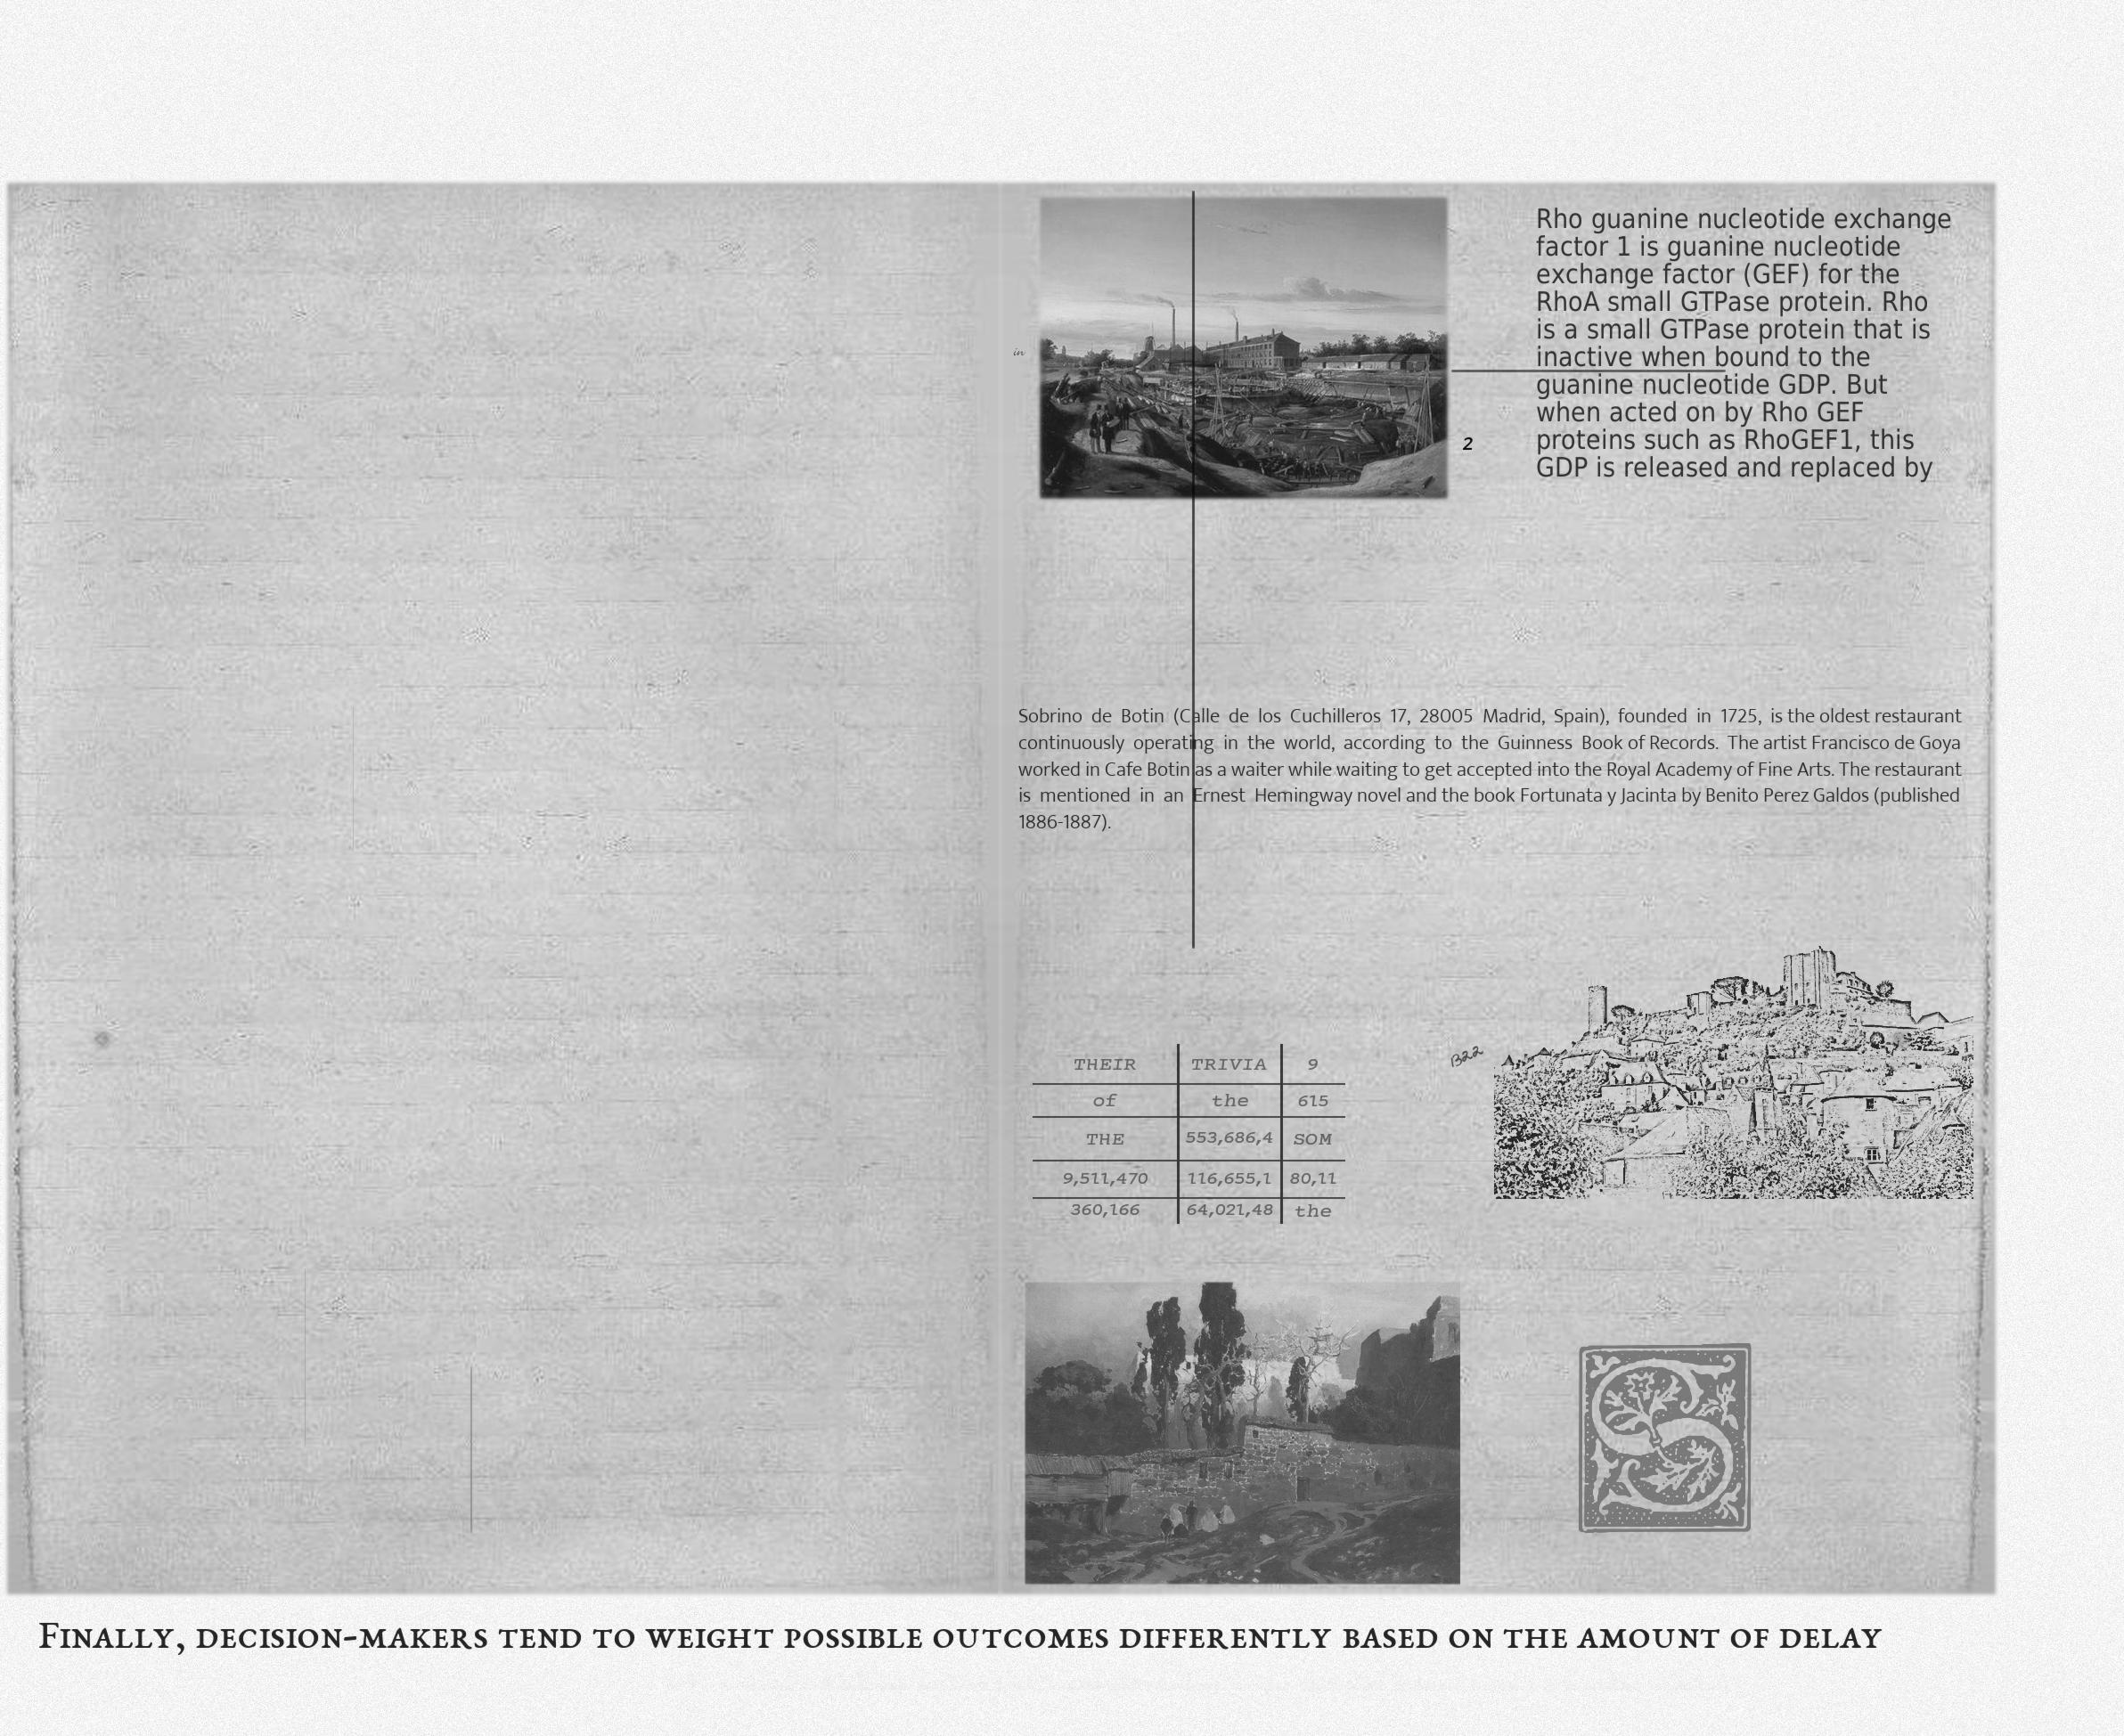 Rho guanine nucleotide exchange
factor 1 is guanine nucleotide
exchange factor (GEF) for the
RhoA small GTPase protein. Rho
is a small GTPase protein that is
inactive when bound to the
guanine nucleotide GDP. But
when acted on by Rho GEF
proteins such as RhoGEF1, this
GDP is released and replaced by
in
2
Sobrino de Botin (Calle de los Cuchilleros 17, 28005 Madrid, Spain), founded in 1725, is the oldest restaurant
continuously operating in the world, according to the Guinness Book of Records. The artist Francisco de Goya
worked in Cafe Botin as a waiter while waiting to get accepted into the Royal Academy of Fine Arts. The restaurant
is mentioned in an Ernest Hemingway novel and the book Fortunata y Jacinta by Benito Perez Galdos (published
1886-1887).
THEIR TRIVIA 9
of the 615
THE 553,686,4 SOM
9,511,470 116,655,1 80,11
360,166 64,021,48 the
B22
S
Finally, decision-makers tend to weight possible outcomes differently based on the amount of delay